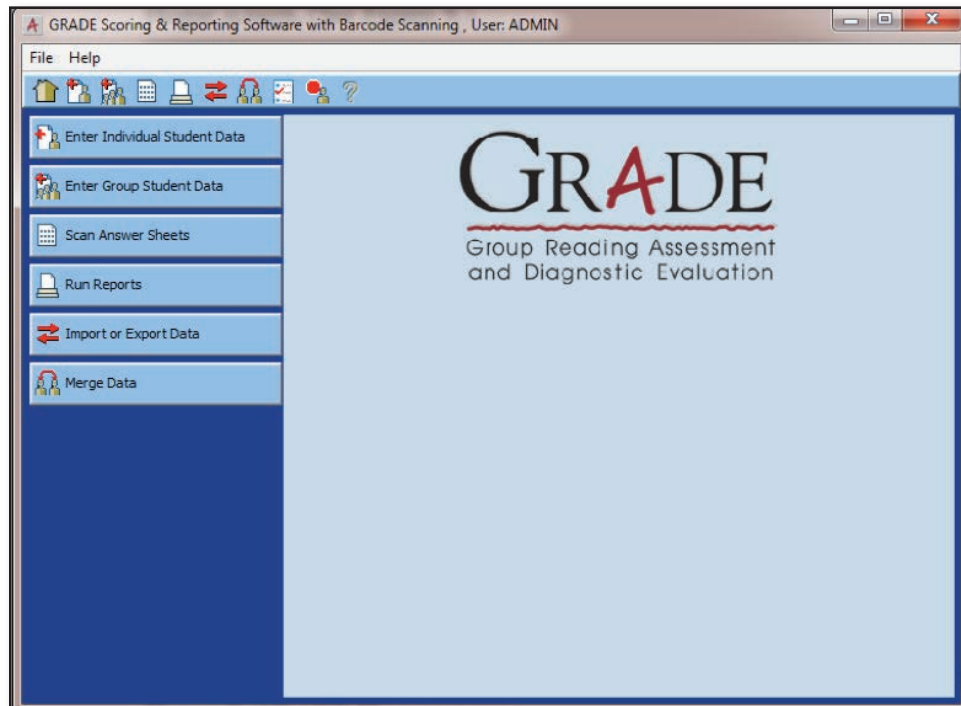 GRADE Scoring & Reporting Software with Barcode Scanning , User: ADMIN
File Help
Enter Individual Student Data
Enter Group Student Data
Scan Answer Sheets
Run Reports
Import or Export Data
Merge Data
GRADE
Group Reading Assessment
and Diagnostic Evaluation